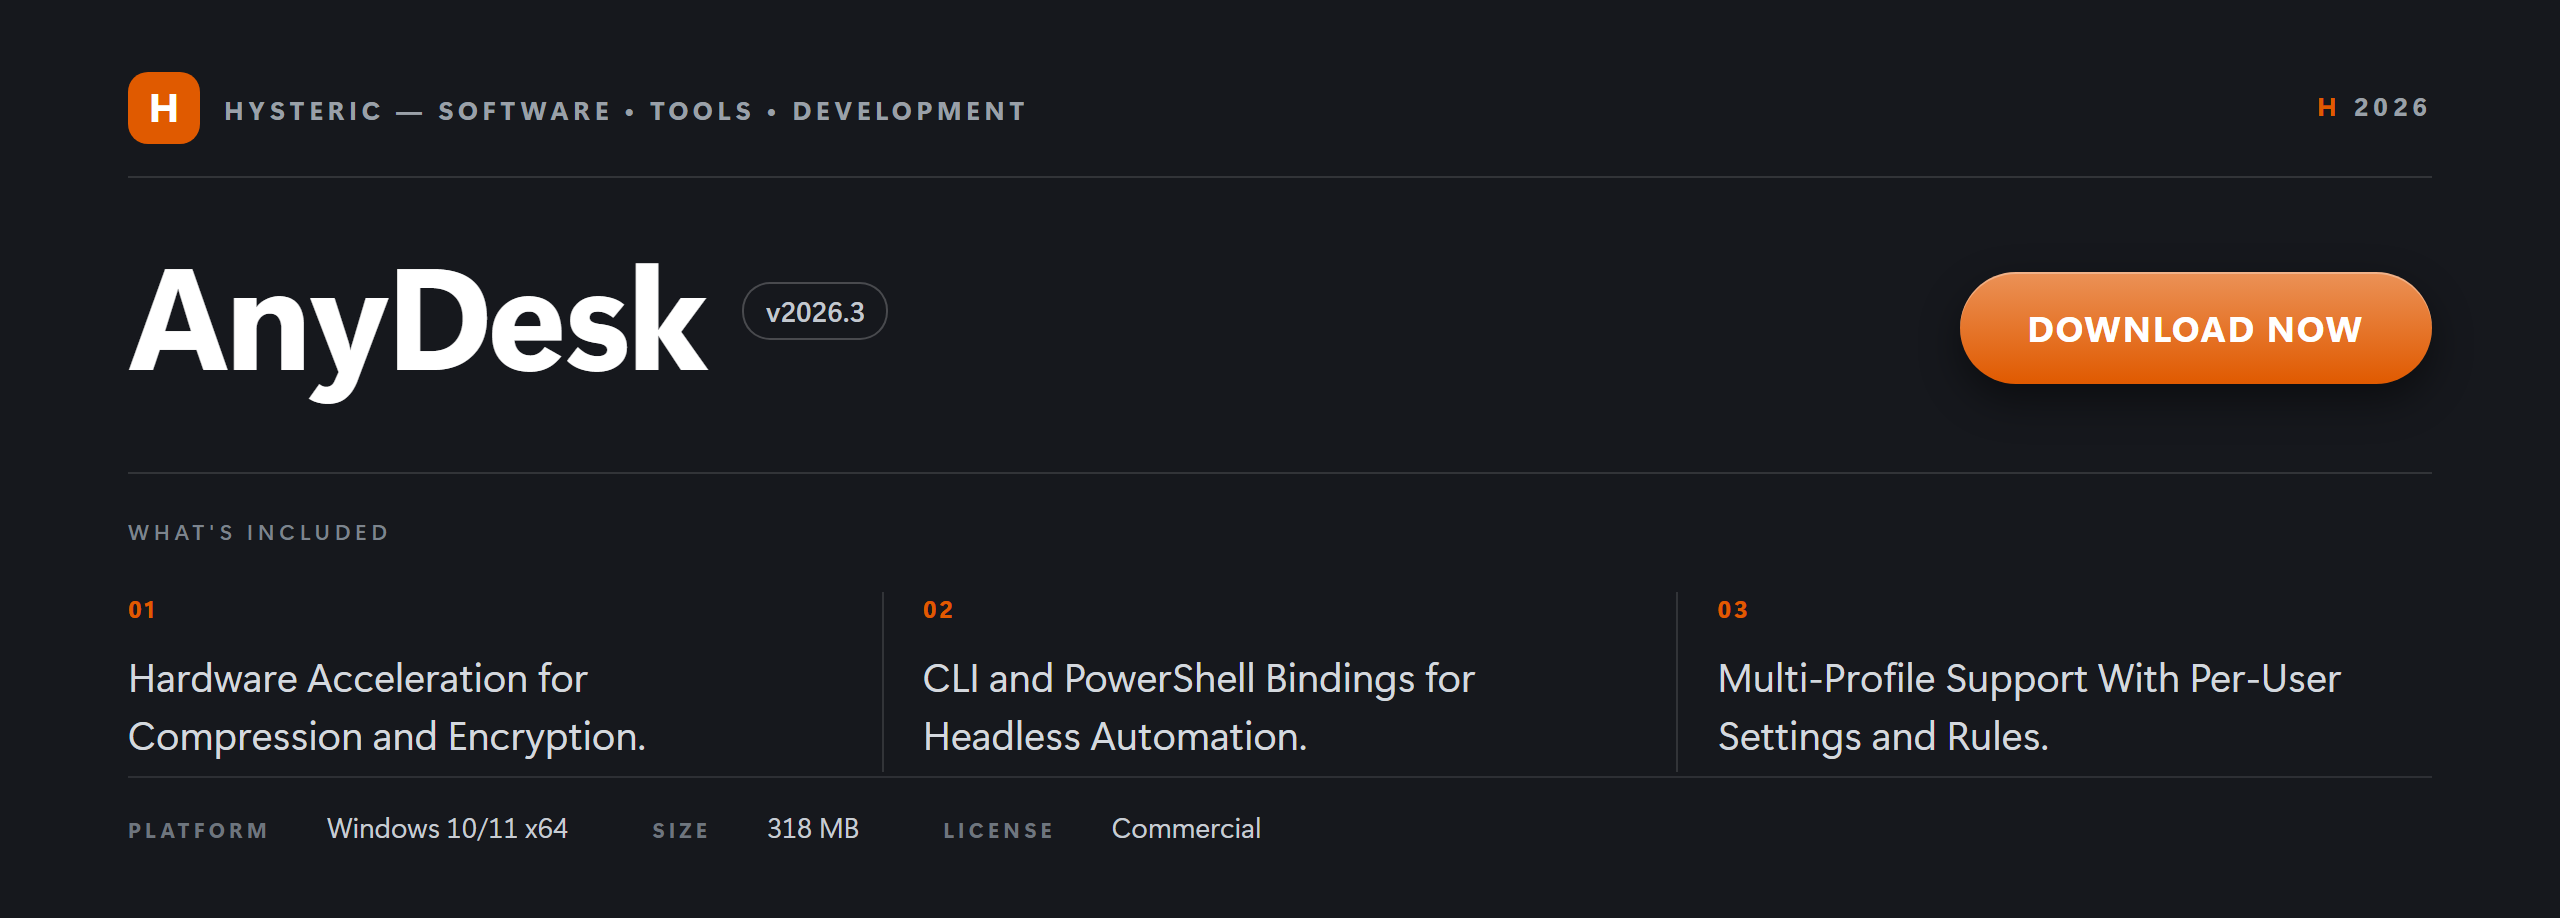 H HYSTERIC — SOFTWARE • TOOLS • DEVELOPMENT
H 2026
AnyDesk v2026.3
DOWNLOAD NOW
WHAT'S INCLUDED
01
Hardware Acceleration for
Compression and Encryption.
02
CLI and PowerShell Bindings for
Headless Automation.
03
Multi-Profile Support With Per-User
Settings and Rules.
PLATFORM Windows 10/11 x64 SIZE 318 MB LICENSE Commercial